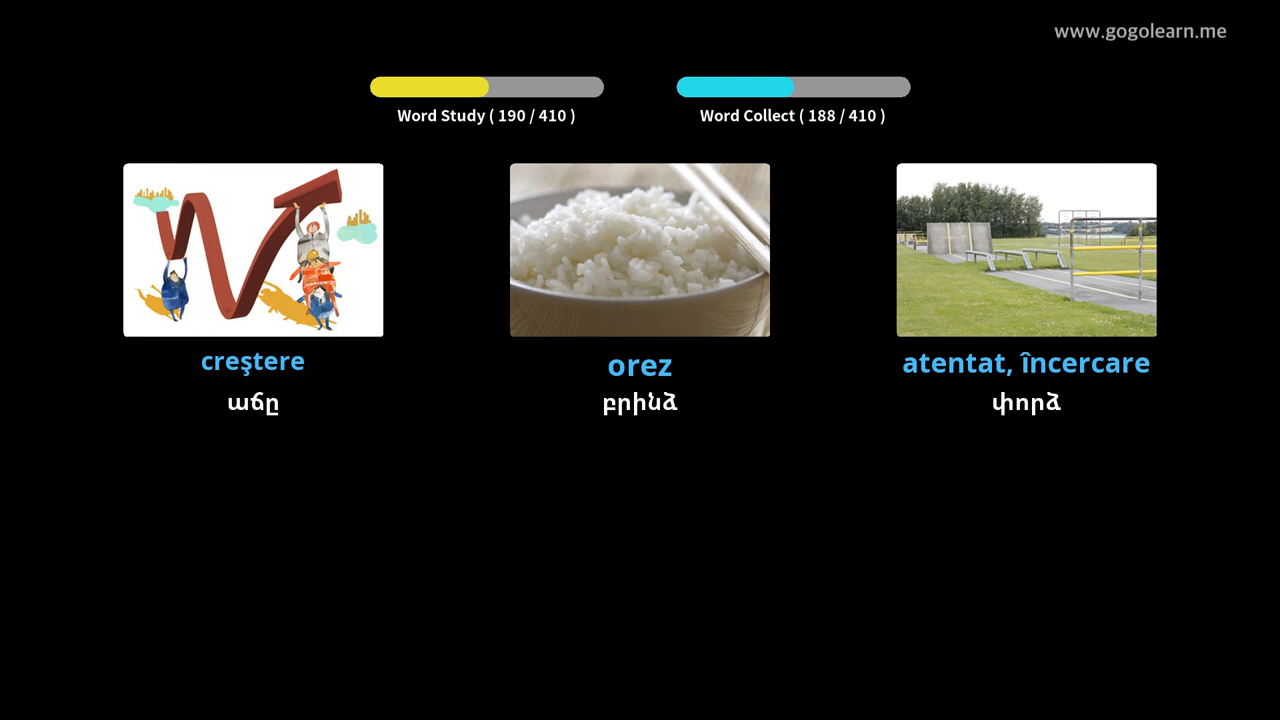 www.gogolearn.me
Word Study ( 190 / 410 )
Word Collect ( 188 / 410 )
creştere
orez
atentat, încercare
աճը
բրինձ
փորձ